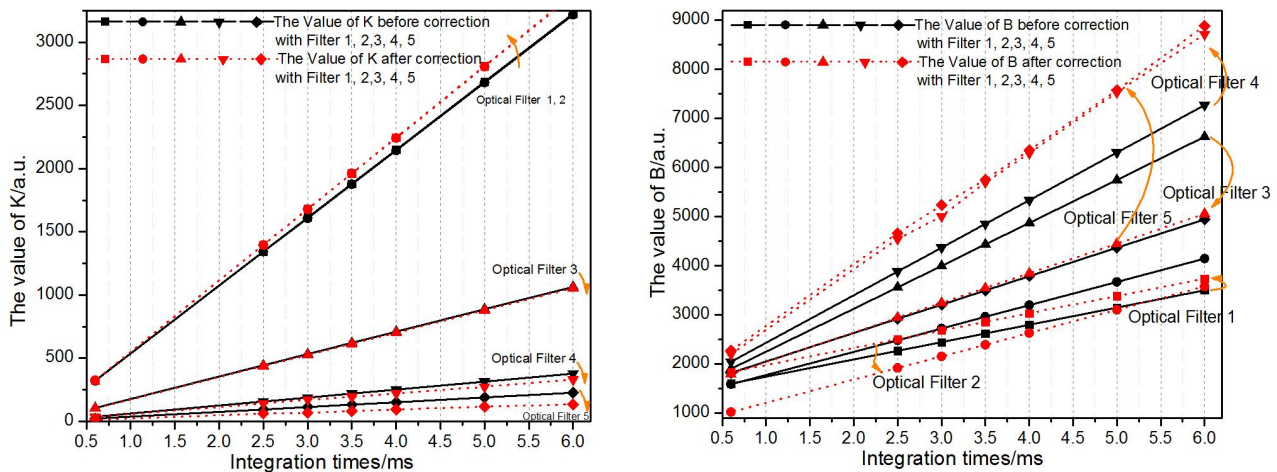 The Value of K before correction
with Filter 1, 2,3, 4, 5
The Value of K after correction
with Filter 1, 2,3, 4, 5
Optical Filter 1, 2
Optical Filter 3
Optical Filter 4
Optical Filter 5
The value of K/a.u.
3000
2500
2000
1500
1000
500
0
0.5 1.0 1.5 2.0 2.5 3.0 3.5 4.0 4.5 5.0 5.5 6.0
Integration times/ms
The Value of B before correction
with Filter 1, 2,3, 4, 5
The Value of B after correction
with Filter 1, 2,3, 4, 5
Optical Filter 4
Optical Filter 3
Optical Filter 5
Optical Filter 1
Optical Filter 2
The value of B/a.u.
9000
8000
7000
6000
5000
4000
3000
2000
1000
0.5 1.0 1.5 2.0 2.5 3.0 3.5 4.0 4.5 5.0 5.5 6.0
Integration times/ms